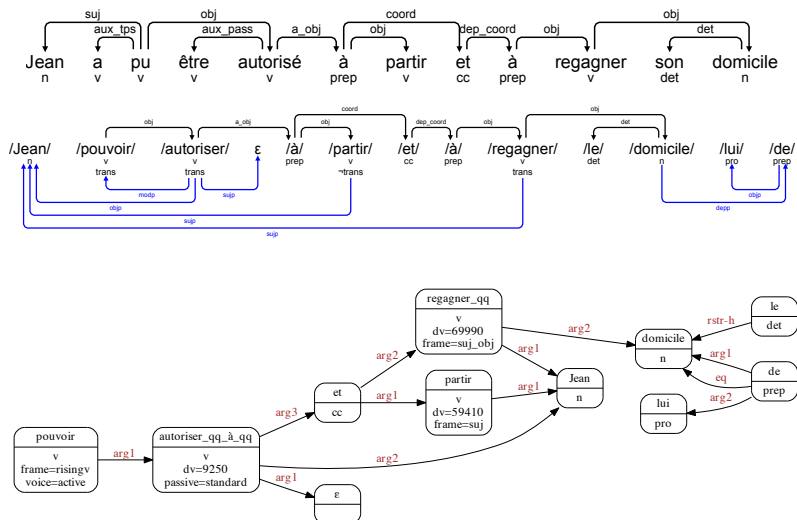 suj obj coord obj
aux_tps aux_pass a_obj obj dep_coord obj det
Jean a pu être autorisé à partir et à regagner son domicile
n v v v v prep v cc prep v det n
coord obj
obj a_obj obj dep_coord obj det
/Jean/ /pouvoir/ /autoriser/ ε /à/ /partir/ /et/ /à/ /regagner/ /le/ /domicile/ /lui/ /de/
n v v prep v cc prep v det n pro prep
trans trans ¬trans trans
modp sujp objp
objp depp
sujp
sujp
regagner_qq
v
dv=69990
frame=suj_obj
le
det
rstr-h
arg2
domicile
n
arg1
eq
de
prep
arg2
lui
pro
arg2
arg1
et
cc
arg1
partir
v
dv=59410
frame=suj
arg1
Jean
n
arg3
pouvoir
v
frame=risingv
voice=active
arg1
autoriser_qq_à_qq
v
dv=9250
passive=standard
arg2
arg1
ε